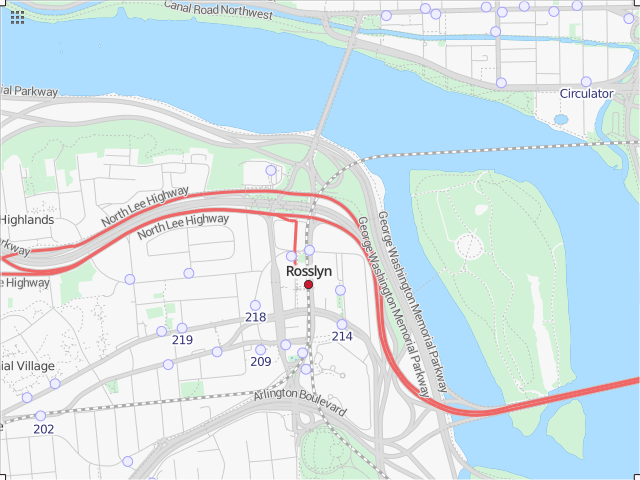 Canal Road Northwest
ial Parkway
Circulator
North Lee Highway
Highlands
North Lee Highway
rkway
e Highway
George Washington Memorial Parkway
George Washington Memorial Parkway
Rosslyn
218
219
214
209
ial Village
Arlington Boulevard
202
e